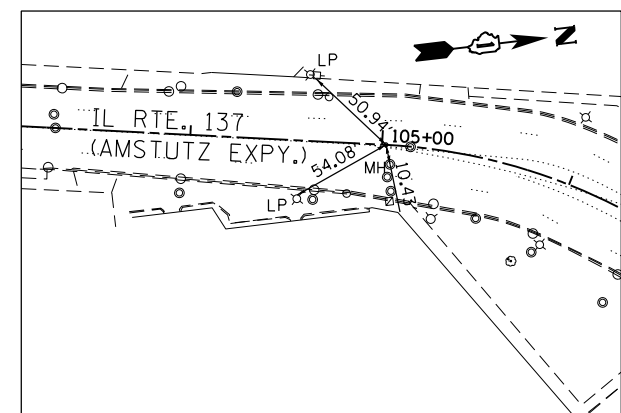 LP
N
50.94
IL RTE. 137
105+00
(AMSTUTZ EXPY.)
54.08
MH
10.43
LP